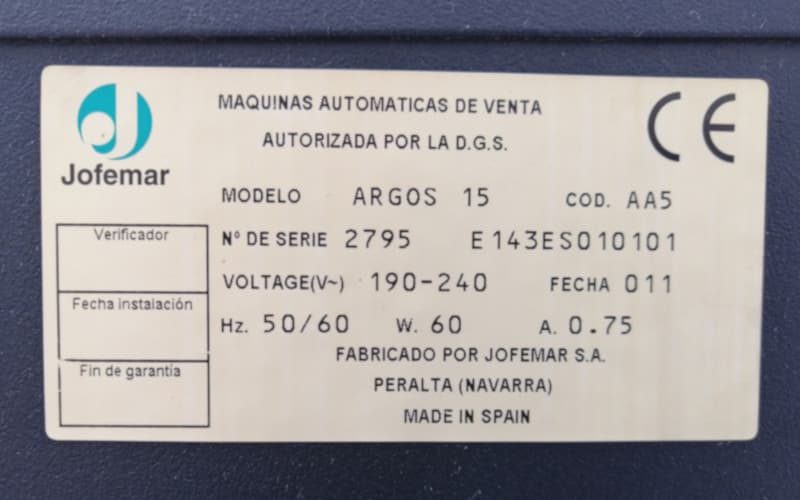 Jofemar
MAQUINAS AUTOMATICAS DE VENTA
AUTORIZADA POR LA D.G.S.
CE
MODELO ARGOS 15 COD. AA5
Nº DE SERIE 2795 E143ES010101
VOLTAGE(V~) 190-240 FECHA 011
Hz. 50/60 W. 60 A. 0.75
FABRICADO POR JOFEMAR S.A.
PERALTA (NAVARRA)
MADE IN SPAIN
Verificador
Fecha instalación
Fin de garantía